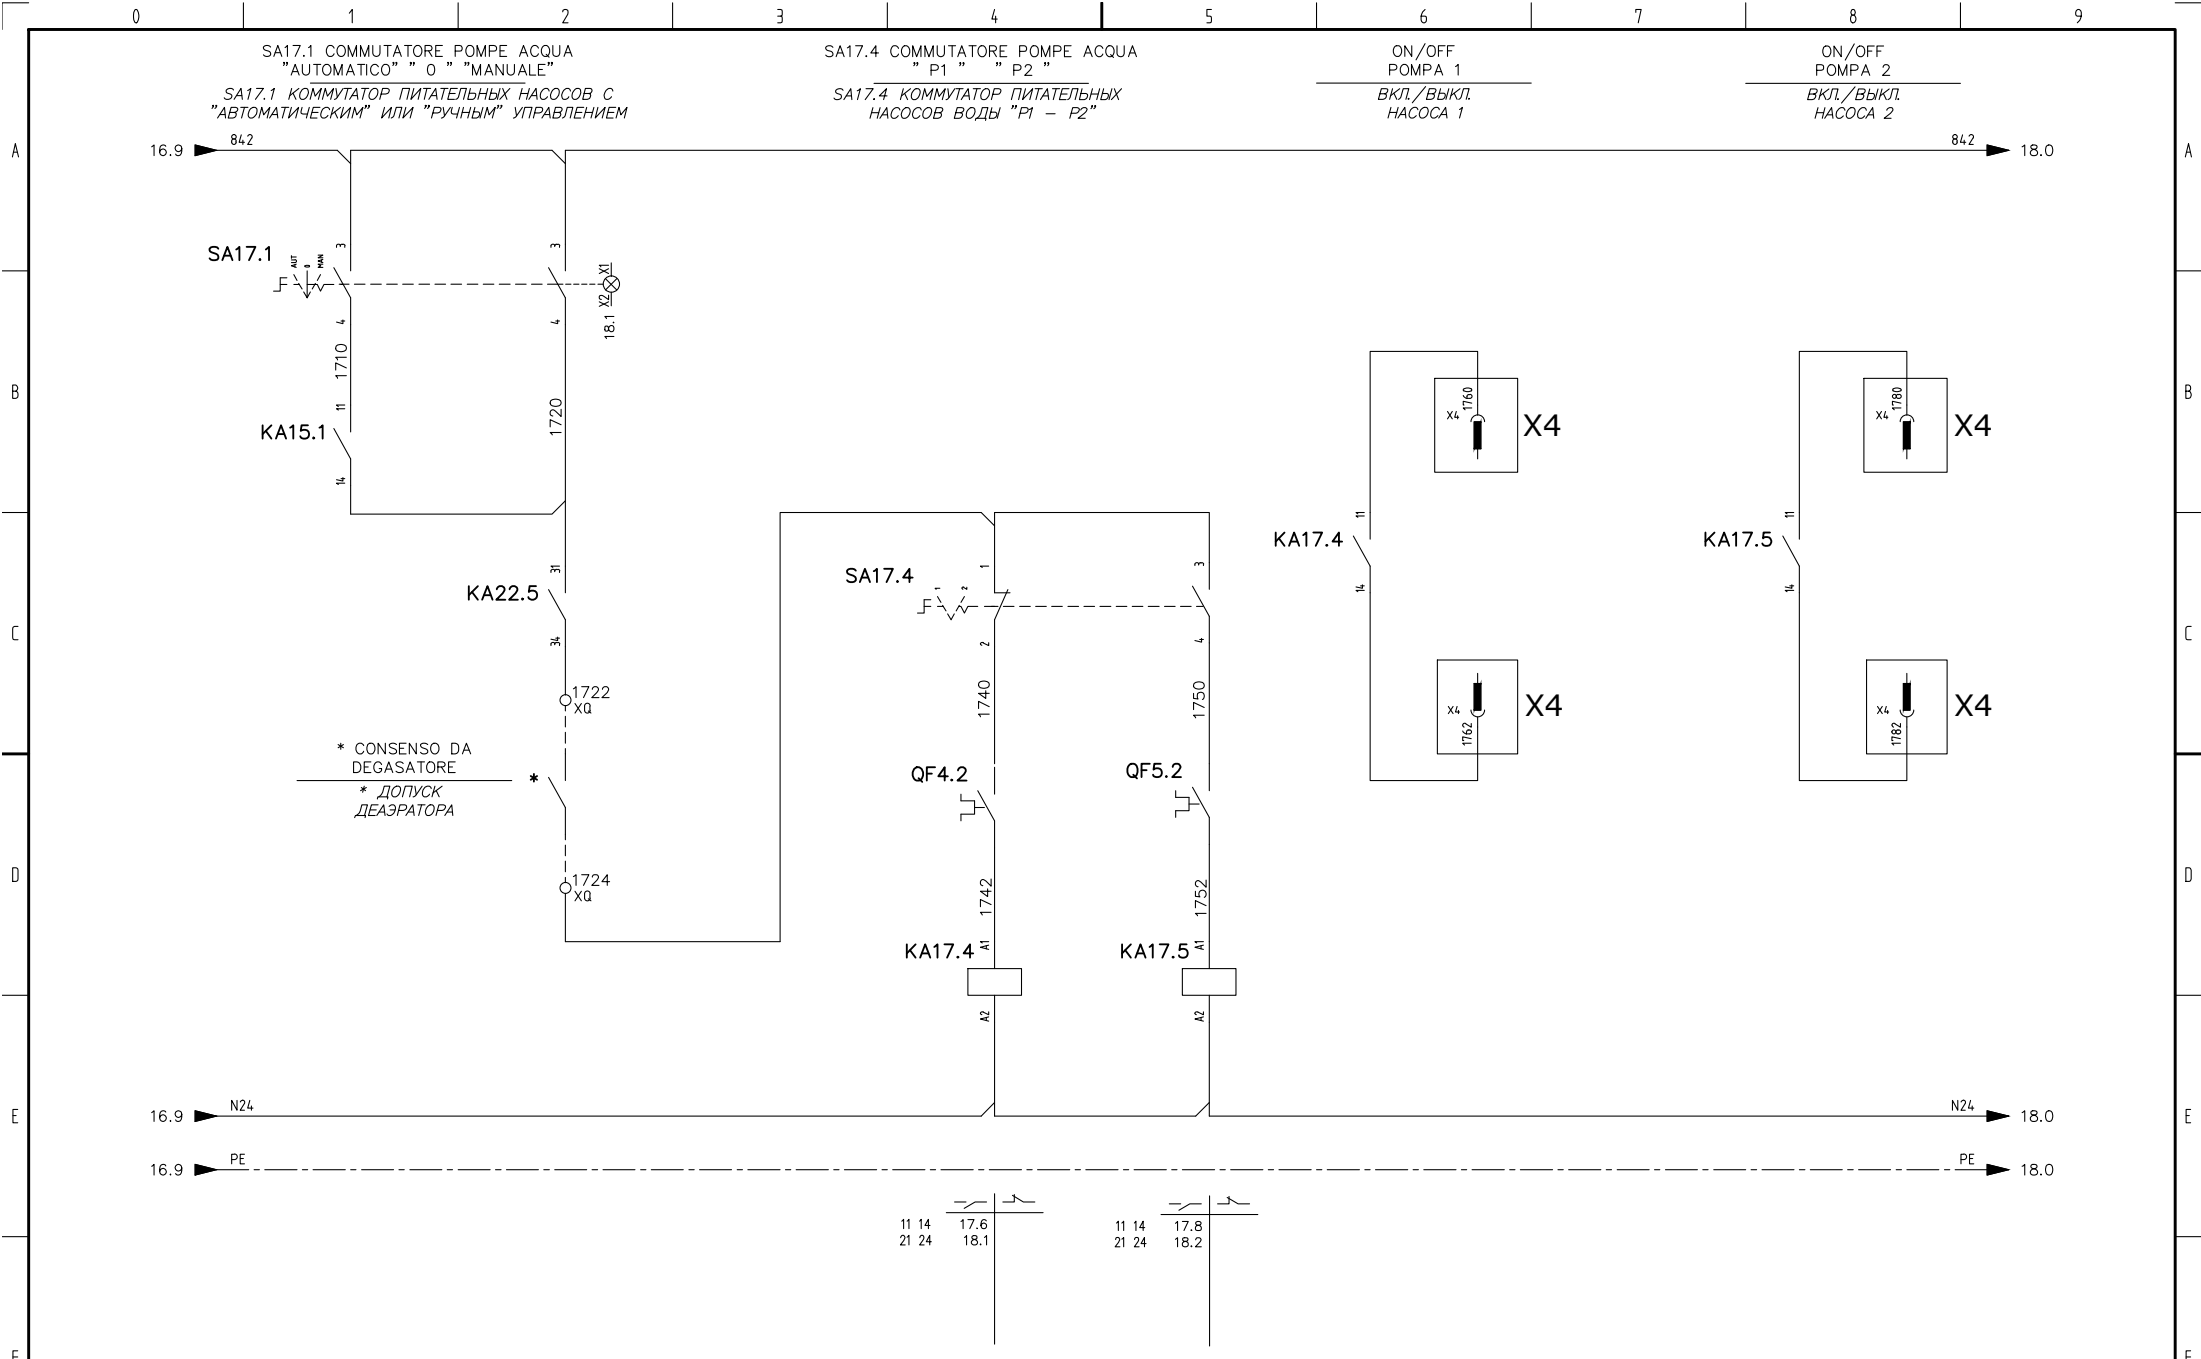 0 1 2 3 4 5 6 7 8 9
SA17.1 COMMUTATORE POMPE ACQUA
"AUTOMATICO" " 0 " "MANUALE"
SA17.1 КОММУТАТОР ПИТАТЕЛЬНЫХ НАСОСОВ С
"АВТОМАТИЧЕСКИМ" ИЛИ "РУЧНЫМ" УПРАВЛЕНИЕМ
SA17.4 COMMUTATORE POMPE ACQUA
" P1 " " P2 "
SA17.4 КОММУТАТОР ПИТАТЕЛЬНЫХ
НАСОСОВ ВОДЫ "P1 – P2"
ON/OFF
POMPA 1
ВКЛ./ВЫКЛ.
НАСОСА 1
ON/OFF
POMPA 2
ВКЛ./ВЫКЛ.
НАСОСА 2
A 16.9 842 842 18.0 A
SA17.1
AUT 0 MAN
3
4
3
4
X1
X2
18.1
1710
1720
B
B
11
KA15.1
14
X4 1760 X4
X4 1780 X4
31
KA22.5
34
C
C
SA17.4
1 2
1
2
3
4
11
KA17.4
14
11
KA17.5
14
1722
XQ
1740
1750
X4 1762 X4
X4 1782 X4
* CONSENSO DA
DEGASATORE
* ДОПУСК
ДЕАЭРАТОРА
*
QF4.2
QF5.2
D
D
1724
XQ
1742
1752
KA17.4 A1
A2
KA17.5 A1
A2
E 16.9 N24 N24 18.0 E
16.9 PE PE 18.0
11 14 17.6
21 24 18.1
11 14 17.8
21 24 18.2